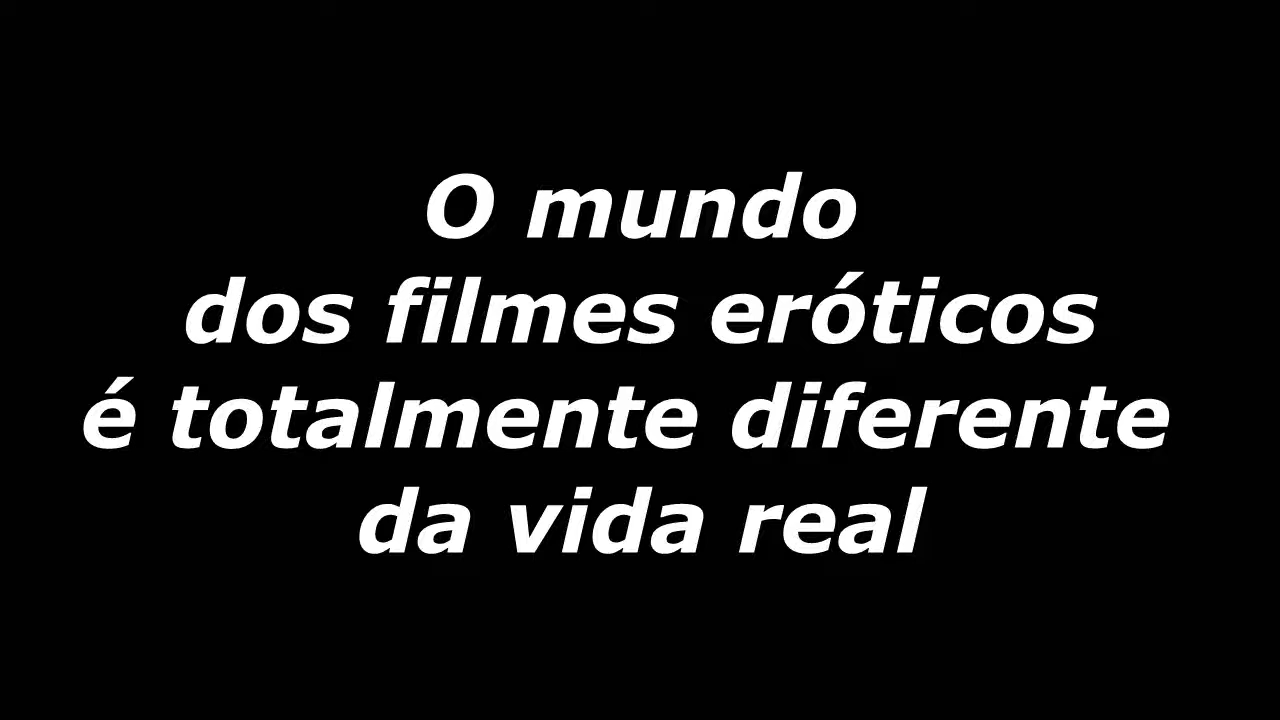 O mundo
dos filmes eróticos
é totalmente diferente
da vida real